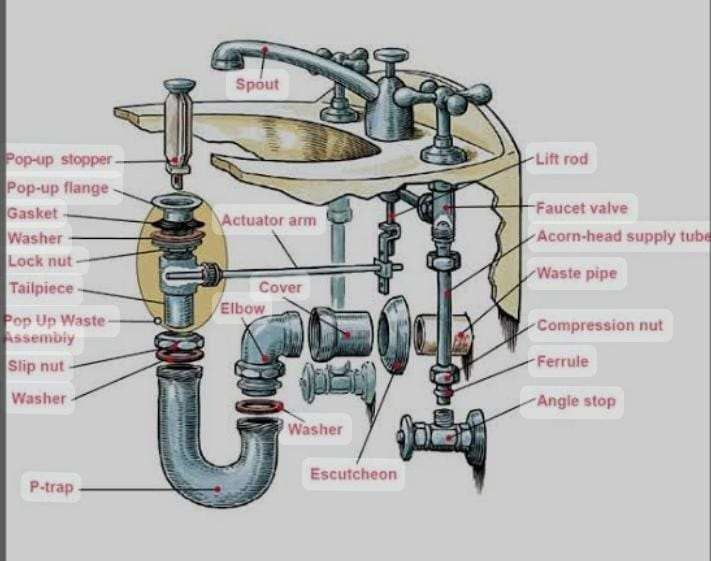 Spout
Pop-up stopper
Lift rod
Pop-up flange
Gasket
Actuator arm
Faucet valve
Washer
Acorn-head supply tube
Lock nut
Waste pipe
Tailpiece
Cover
Elbow
Pop Up Waste
Assembly
Compression nut
Slip nut
Ferrule
Washer
Angle stop
Washer
Escutcheon
P-trap